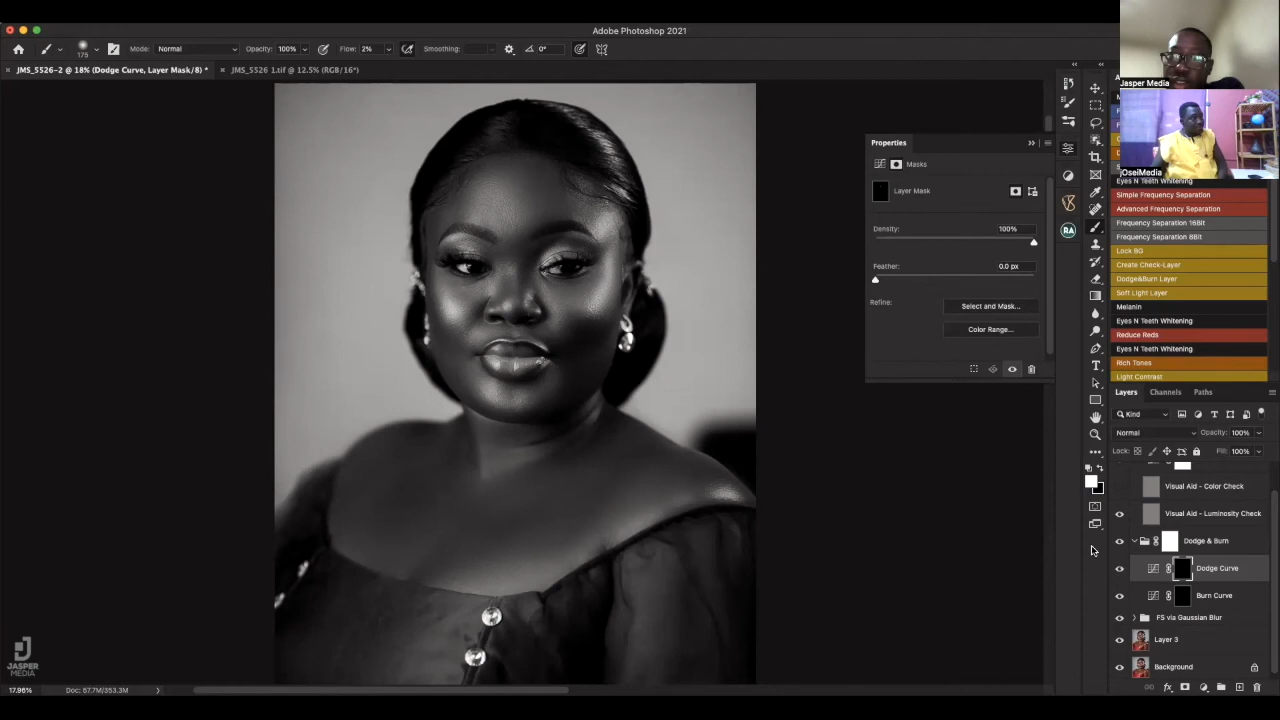 Adobe Photoshop 2021
Mode: Normal Opacity: 100% Flow: 2% Smoothing: 0°
175
JMS_5526-2 @ 18% (Dodge Curve, Layer Mask/8) *
JMS_5526 1.tif @ 12.5% (RGB/16*)
Jasper Media
jOseiMedia
Properties
Masks
Layer Mask
Density: 100%
Feather: 0.0 px
Refine: Select and Mask...
Color Range...
RA
Eyes N Teeth Whitening
Simple Frequency Separation
Advanced Frequency Separation
Frequency Separation 16Bit
Frequency Separation 8Bit
Lock BG
Create Check-Layer
Dodge&Burn Layer
Soft Light Layer
Melanin
Eyes N Teeth Whitening
Reduce Reds
Eyes N Teeth Whitening
Rich Tones
Light Contrast
Layers Channels Paths
Kind
Normal Opacity: 100%
Lock: Fill: 100%
Visual Aid - Color Check
Visual Aid - Luminosity Check
Dodge & Burn
Dodge Curve
Burn Curve
FS via Gaussian Blur
Layer 3
Background
JASPER
MEDIA
17.96% Doc: 57.7M/353.3M